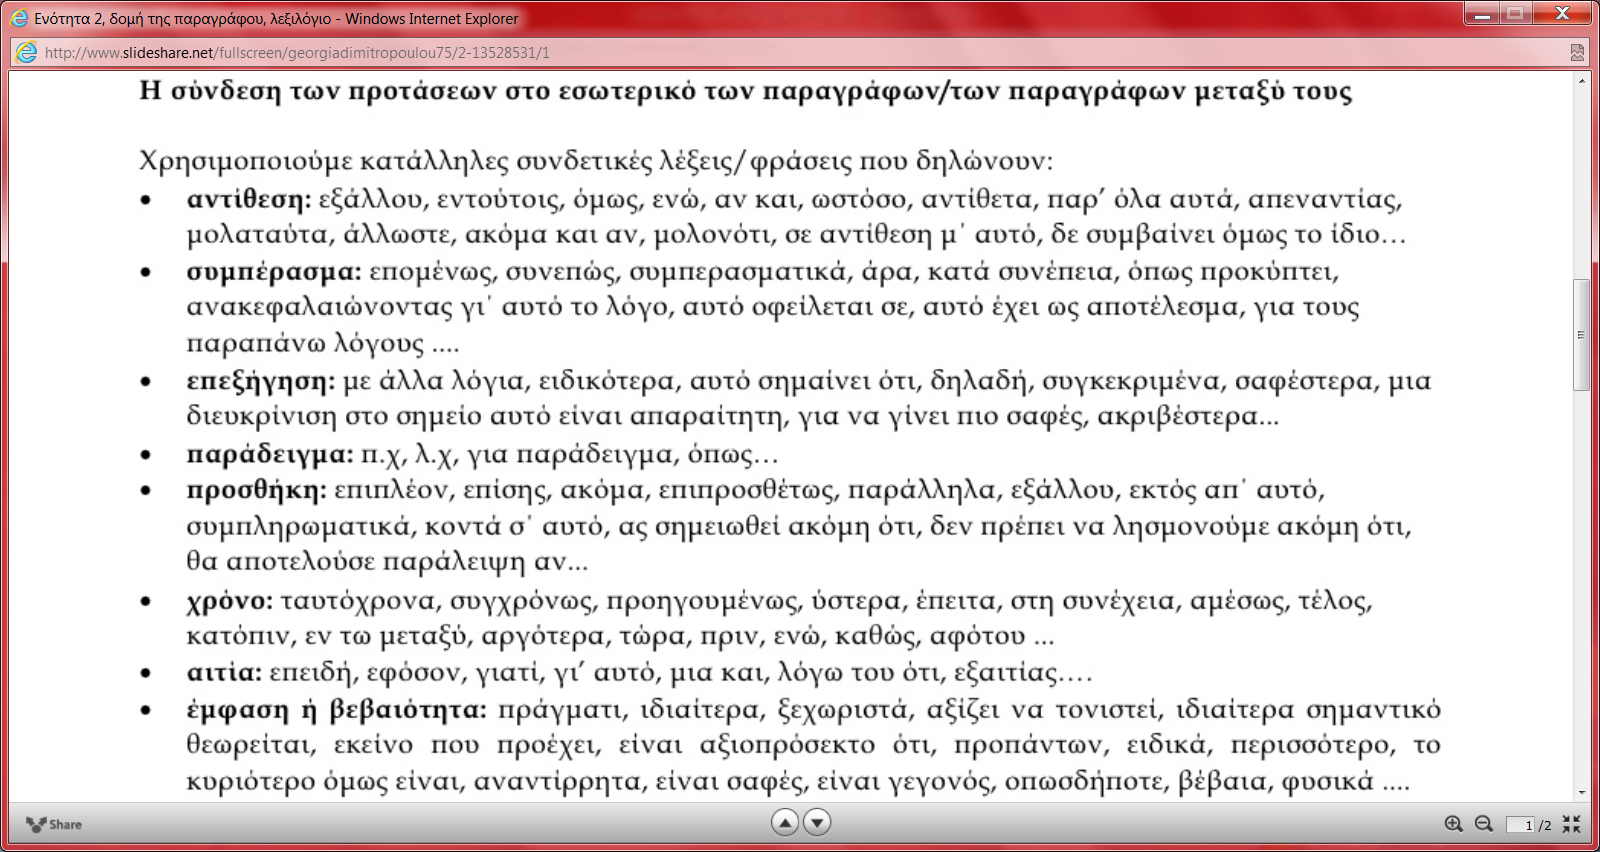 Ενότητα 2, δομή της παραγράφου, λεξιλόγιο - Windows Internet Explorer
http://www.slideshare.net/fullscreen/georgiadimitropoulou75/2-13528531/1
Η σύνδεση των προτάσεων στο εσωτερικό των παραγράφων/των παραγράφων μεταξύ τους
Χρησιμοποιούμε κατάλληλες συνδετικές λέξεις/φράσεις που δηλώνουν:
• αντίθεση: εξάλλου, εντούτοις, όμως, ενώ, αν και, ωστόσο, αντίθετα, παρ’ όλα αυτά, απεναντίας,
μολαταύτα, άλλωστε, ακόμα και αν, μολονότι, σε αντίθεση μ΄ αυτό, δε συμβαίνει όμως το ίδιο…
• συμπέρασμα: επομένως, συνεπώς, συμπερασματικά, άρα, κατά συνέπεια, όπως προκύπτει,
ανακεφαλαιώνοντας γι΄ αυτό το λόγο, αυτό οφείλεται σε, αυτό έχει ως αποτέλεσμα, για τους
παραπάνω λόγους ....
• επεξήγηση: με άλλα λόγια, ειδικότερα, αυτό σημαίνει ότι, δηλαδή, συγκεκριμένα, σαφέστερα, μια
διευκρίνιση στο σημείο αυτό είναι απαραίτητη, για να γίνει πιο σαφές, ακριβέστερα...
• παράδειγμα: π.χ, λ.χ, για παράδειγμα, όπως…
• προσθήκη: επιπλέον, επίσης, ακόμα, επιπροσθέτως, παράλληλα, εξάλλου, εκτός απ΄ αυτό,
συμπληρωματικά, κοντά σ΄ αυτό, ας σημειωθεί ακόμη ότι, δεν πρέπει να λησμονούμε ακόμη ότι,
θα αποτελούσε παράλειψη αν...
• χρόνο: ταυτόχρονα, συγχρόνως, προηγουμένως, ύστερα, έπειτα, στη συνέχεια, αμέσως, τέλος,
κατόπιν, εν τω μεταξύ, αργότερα, τώρα, πριν, ενώ, καθώς, αφότου ...
• αιτία: επειδή, εφόσον, γιατί, γι’ αυτό, μια και, λόγω του ότι, εξαιτίας….
• έμφαση ή βεβαιότητα: πράγματι, ιδιαίτερα, ξεχωριστά, αξίζει να τονιστεί, ιδιαίτερα σημαντικό
θεωρείται, εκείνο που προέχει, είναι αξιοπρόσεκτο ότι, προπάντων, ειδικά, περισσότερο, το
κυριότερο όμως είναι, αναντίρρητα, είναι σαφές, είναι γεγονός, οπωσδήποτε, βέβαια, φυσικά ....
Share
1 /2